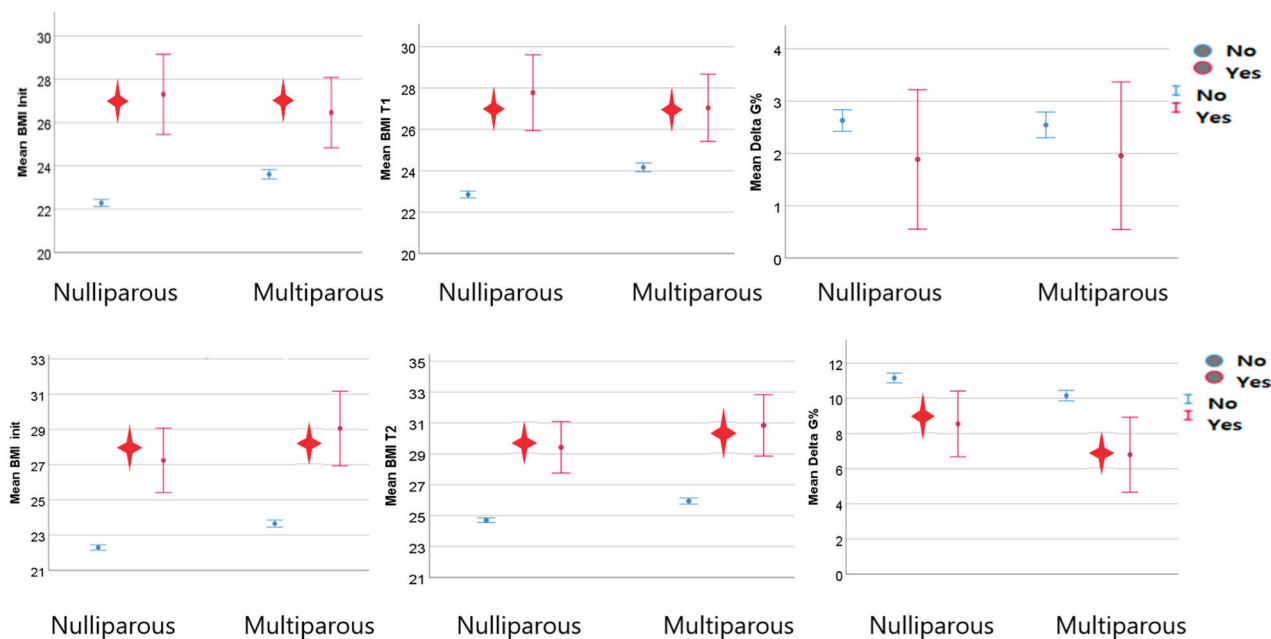 Mean BMI Init
30
28
26
24
22
20
Nulliparous Multiparous
Mean BMI T1
30
28
26
24
22
20
Nulliparous Multiparous
Mean Delta G%
4
3
2
1
0
Nulliparous Multiparous
No
Yes
No
Yes
Mean BMI init
33
31
29
27
25
23
21
Nulliparous Multiparous
Mean BMI T2
35
33
31
29
27
25
23
21
Nulliparous Multiparous
Mean Delta G%
12
10
8
6
4
2
0
Nulliparous Multiparous
No
Yes
No
Yes